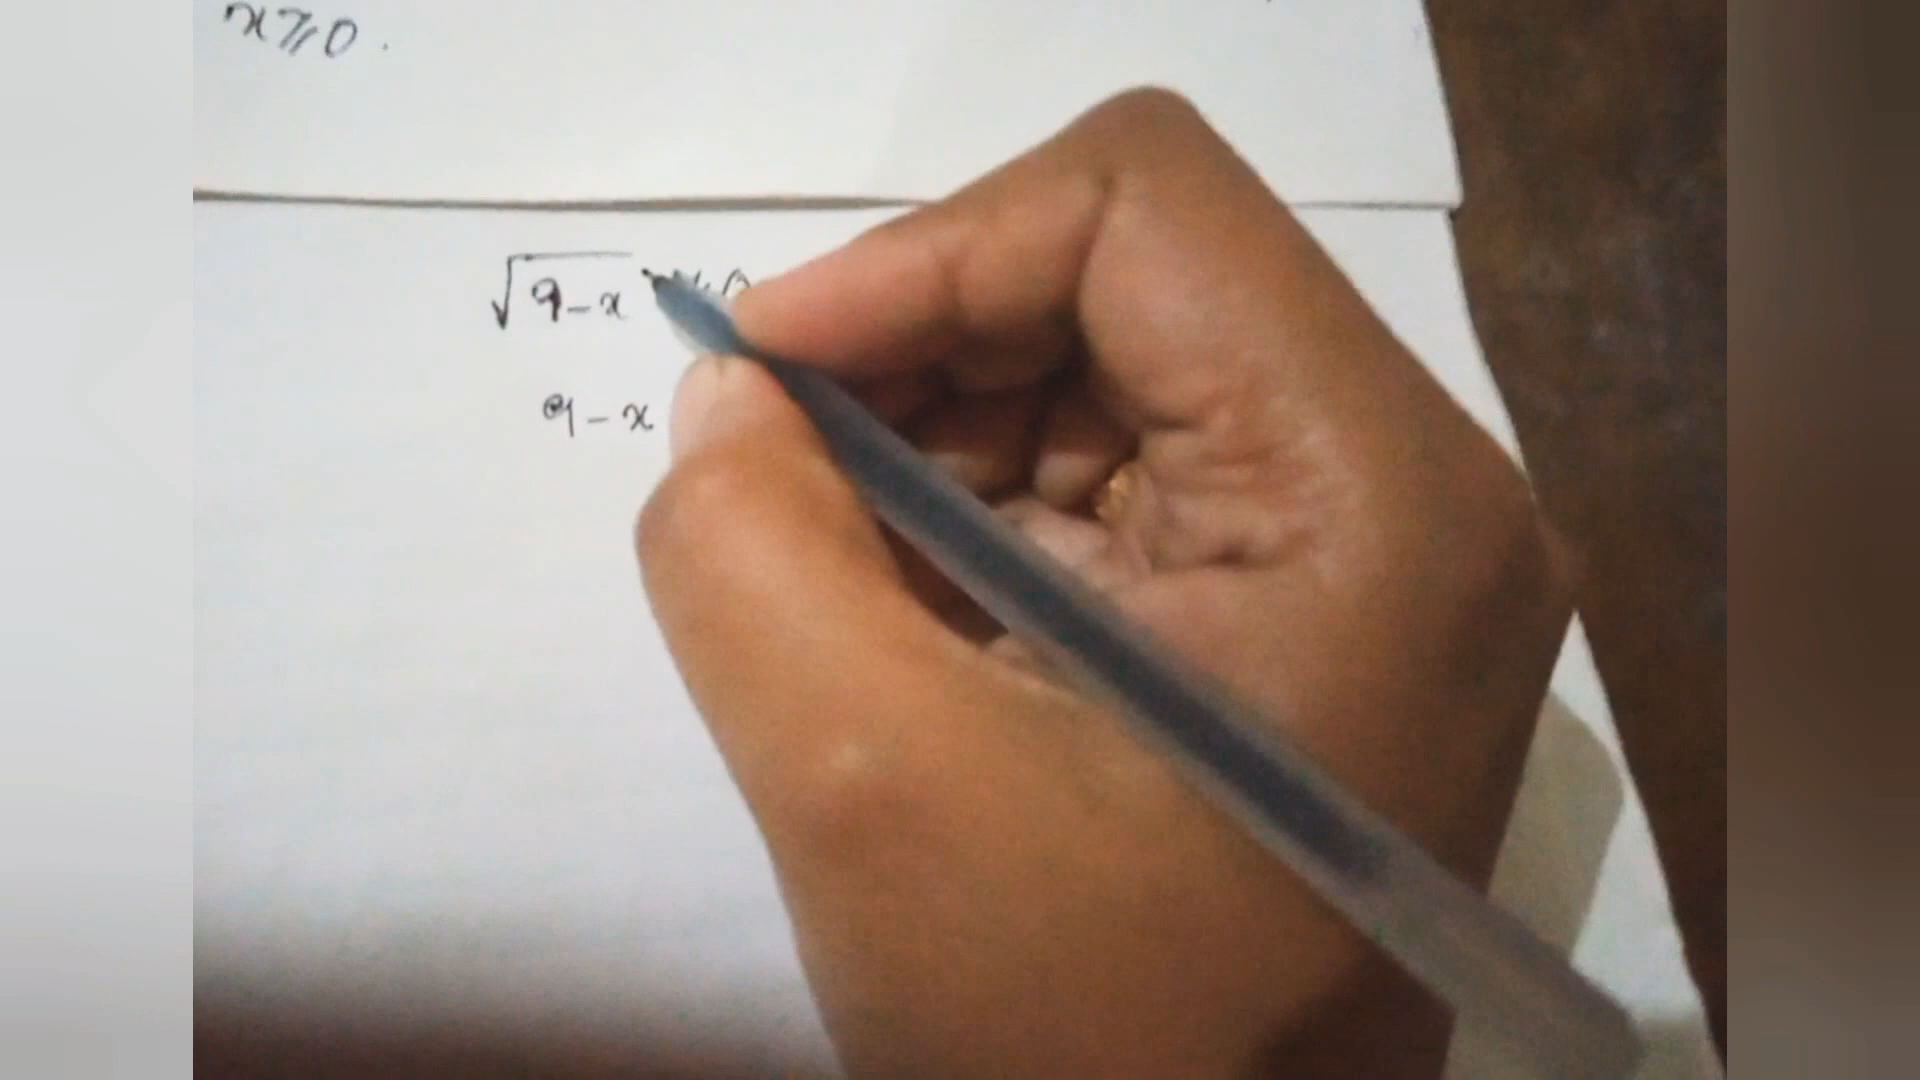 x ⩾ 0.
√(9-x)
9-x